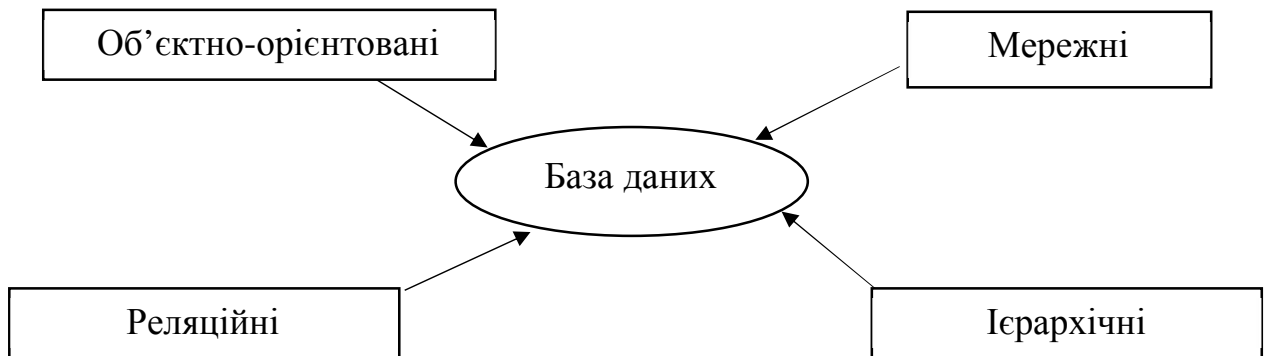 Об’єктно-орієнтовані
Мережні
База даних
Реляційні
Ієрархічні